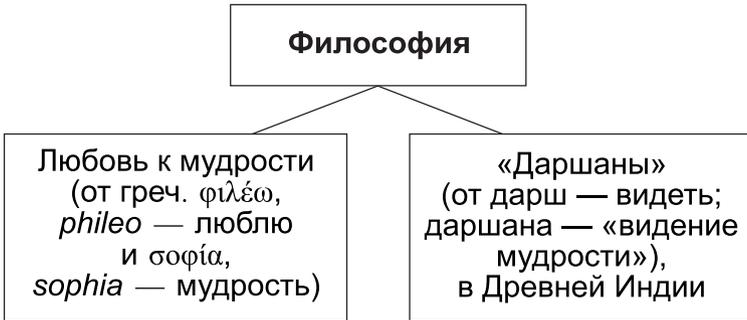 Философия
Любовь к мудрости
(от греч. φιλέω,
phileo — люблю
и σοφία,
sophia — мудрость)
«Даршаны»
(от дарш — видеть;
даршана — «видение
мудрости»),
в Древней Индии